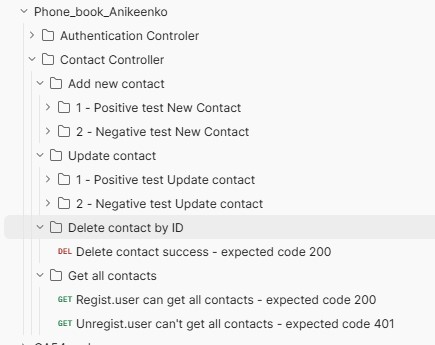 Phone_book_Anikeenko
Authentication Controler
Contact Controller
Add new contact
1 - Positive test New Contact
2 - Negative test New Contact
Update contact
1 - Positive test Update contact
2 - Negative test Update contact
Delete contact by ID
DEL Delete contact success - expected code 200
Get all contacts
GET Regist.user can get all contacts - expected code 200
GET Unregist.user can't get all contacts - expected code 401